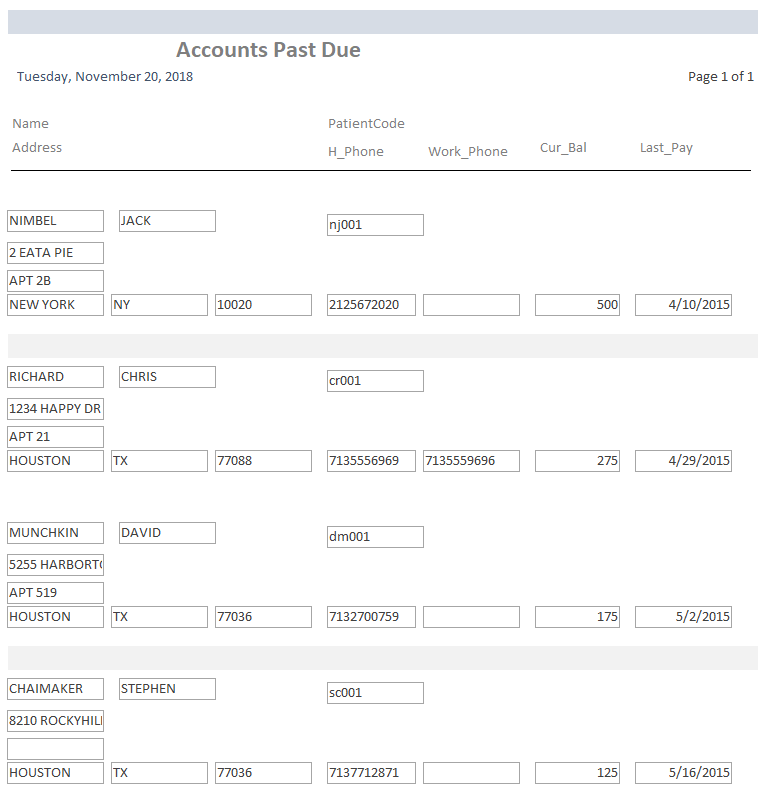 Accounts Past Due
Tuesday, November 20, 2018 Page 1 of 1
Name PatientCode
Address H_Phone Work_Phone Cur_Bal Last_Pay
NIMBEL JACK nj001
2 EATA PIE
APT 2B
NEW YORK NY 10020 2125672020 500 4/10/2015
RICHARD CHRIS cr001
1234 HAPPY DR
APT 21
HOUSTON TX 77088 7135556969 7135559696 275 4/29/2015
MUNCHKIN DAVID dm001
5255 HARBORT
APT 519
HOUSTON TX 77036 7132700759 175 5/2/2015
CHAIMAKER STEPHEN sc001
8210 ROCKYHIL
HOUSTON TX 77036 7137712871 125 5/16/2015